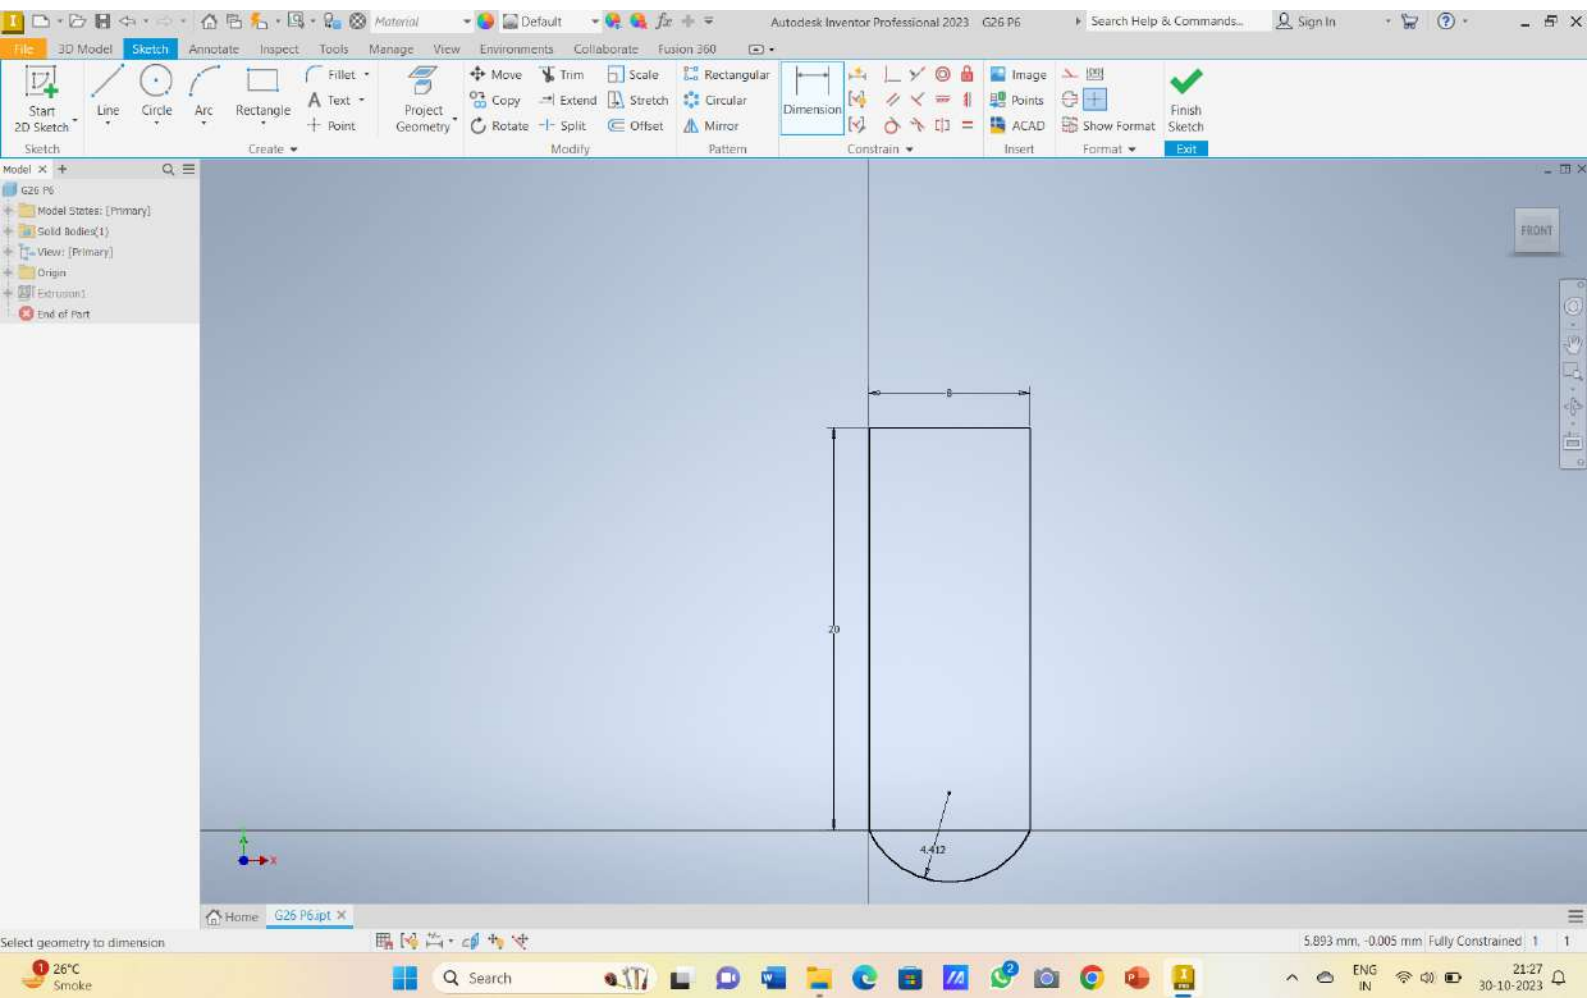 Material
Default
Autodesk Inventor Professional 2023 G26 P6
Search Help & Commands...
Sign In
File 3D Model Sketch Annotate Inspect Tools Manage View Environments Collaborate Fusion 360
Start
2D Sketch
Line
Circle
Arc
Rectangle
Fillet
Text
Point
Project
Geometry
Move
Copy
Rotate
Trim
Extend
Split
Scale
Stretch
Offset
Rectangular
Circular
Mirror
Dimension
Image
Points
ACAD
Show Format
Finish
Sketch
Sketch Create Modify Pattern Constrain Insert Format Exit
Model
G26 P6
Model States: [Primary]
Solid Bodies(1)
View: [Primary]
Origin
Extrusion1
End of Part
FRONT
8
20
4.412
X
Home G26 P6.ipt
Select geometry to dimension
5.893 mm, -0.005 mm Fully Constrained 1 1
1
26°C
Smoke
Search
2
ENG
IN
21:27
30-10-2023